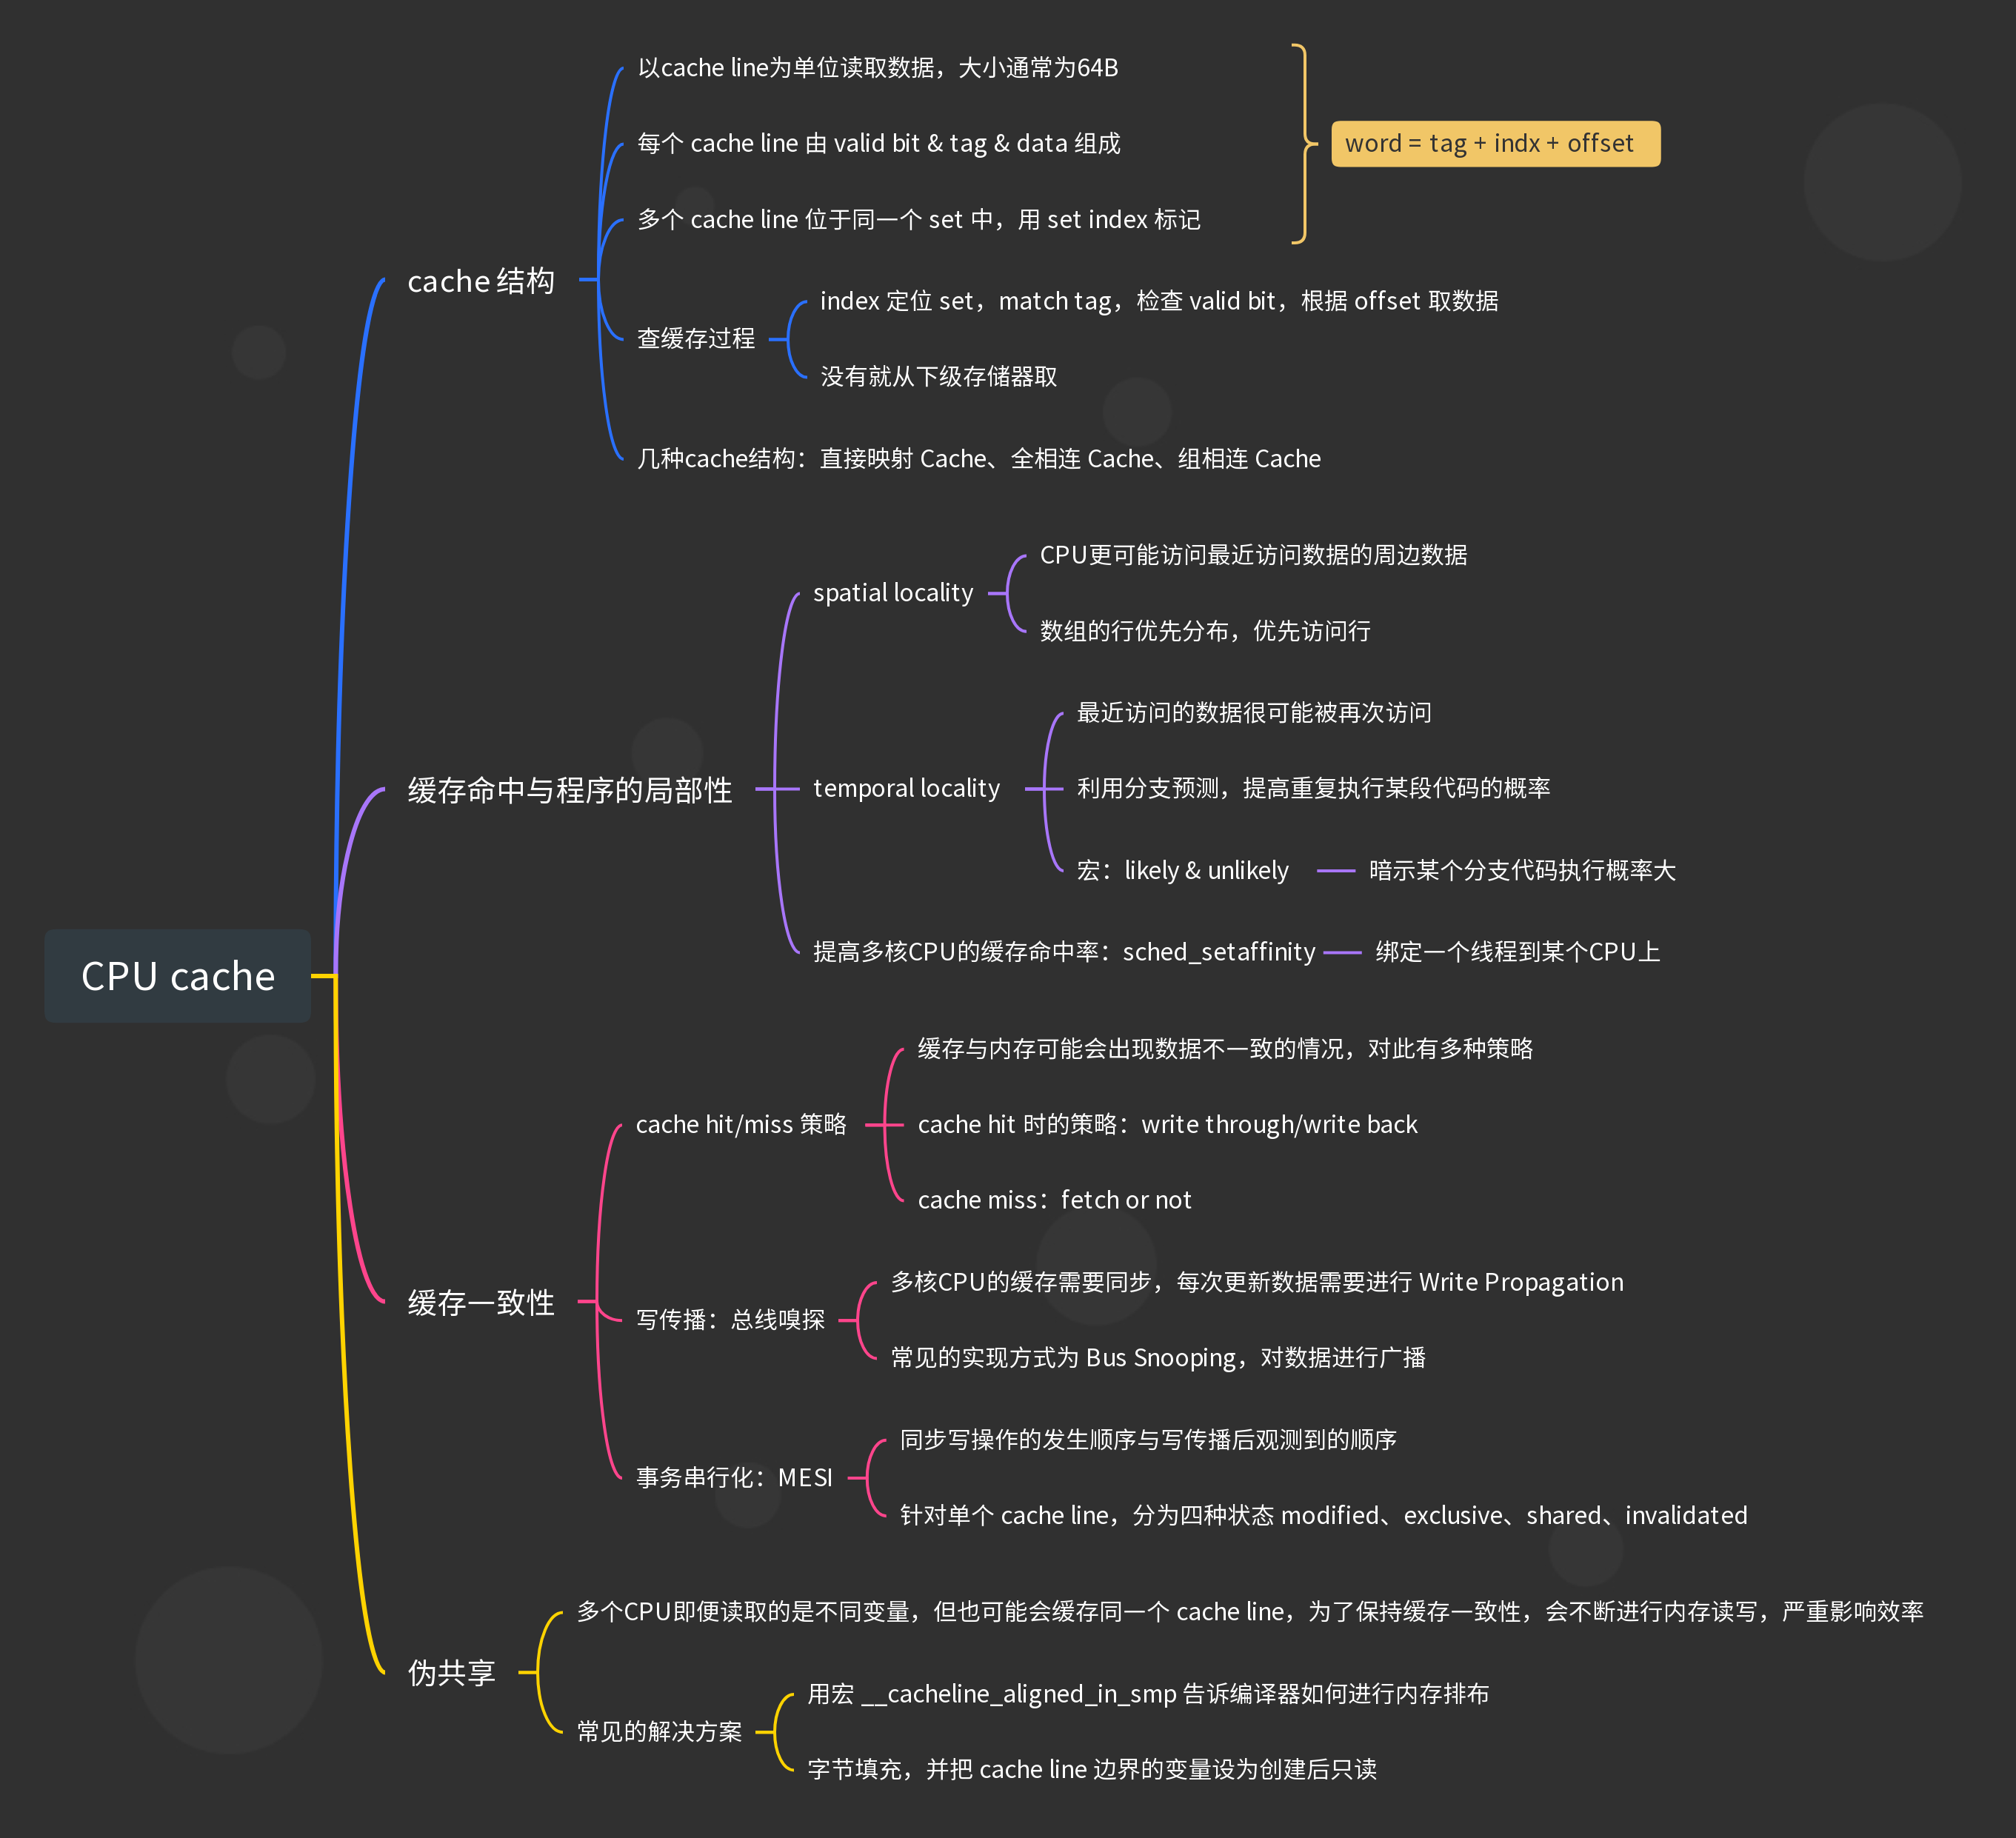 CPU cache
cache 结构
以cache line为单位读取数据，大小通常为64B
每个 cache line 由 valid bit & tag & data 组成
多个 cache line 位于同一个 set 中，用 set index 标记
word = tag + indx + offset
查缓存过程
index 定位 set，match tag，检查 valid bit，根据 offset 取数据
没有就从下级存储器取
几种cache结构：直接映射 Cache、全相连 Cache、组相连 Cache
缓存命中与程序的局部性
spatial locality
CPU更可能访问最近访问数据的周边数据
数组的行优先分布，优先访问行
temporal locality
最近访问的数据很可能被再次访问
利用分支预测，提高重复执行某段代码的概率
宏：likely & unlikely
暗示某个分支代码执行概率大
提高多核CPU的缓存命中率：sched_setaffinity
绑定一个线程到某个CPU上
缓存一致性
cache hit/miss 策略
缓存与内存可能会出现数据不一致的情况，对此有多种策略
cache hit 时的策略：write through/write back
cache miss：fetch or not
写传播：总线嗅探
多核CPU的缓存需要同步，每次更新数据需要进行 Write Propagation
常见的实现方式为 Bus Snooping，对数据进行广播
事务串行化：MESI
同步写操作的发生顺序与写传播后观测到的顺序
针对单个 cache line，分为四种状态 modified、exclusive、shared、invalidated
伪共享
多个CPU即便读取的是不同变量，但也可能会缓存同一个 cache line，为了保持缓存一致性，会不断进行内存读写，严重影响效率
常见的解决方案
用宏 __cacheline_aligned_in_smp 告诉编译器如何进行内存排布
字节填充，并把 cache line 边界的变量设为创建后只读